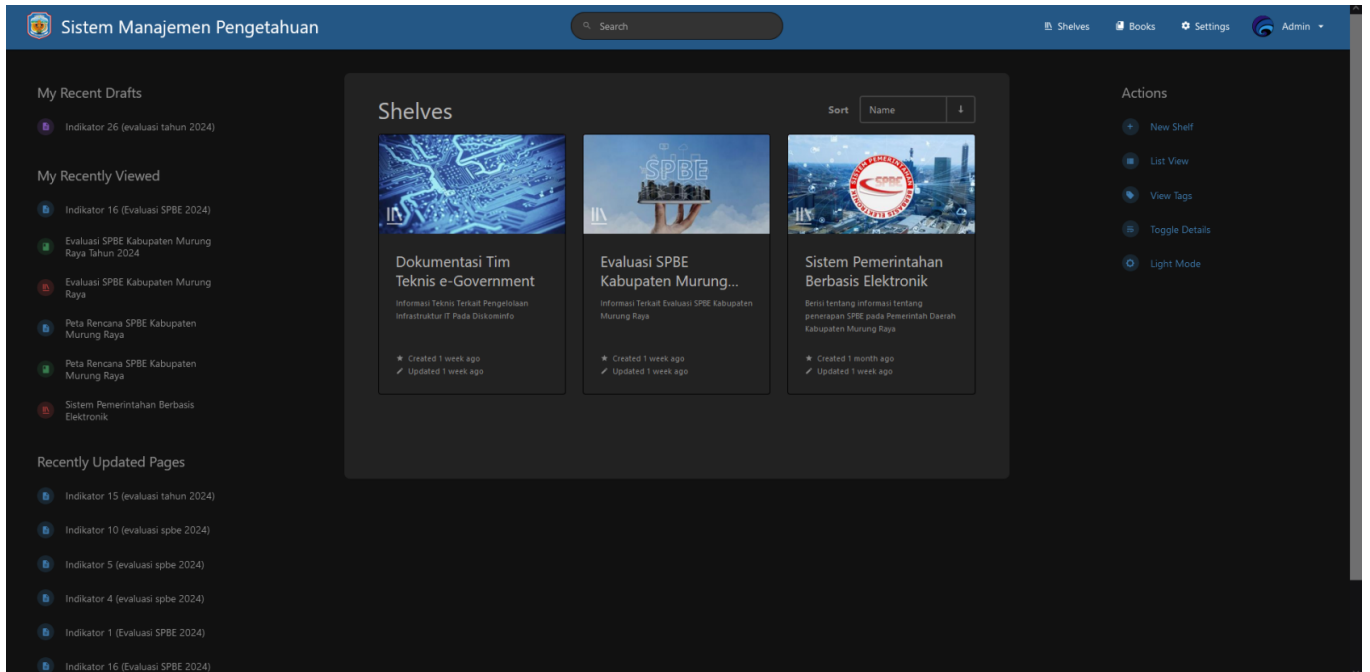 Sistem Manajemen Pengetahuan
Search
Shelves
Books
Settings
Admin
My Recent Drafts
Indikator 26 (evaluasi tahun 2024)
My Recently Viewed
Indikator 16 (Evaluasi SPBE 2024)
Evaluasi SPBE Kabupaten Murung
Raya Tahun 2024
Evaluasi SPBE Kabupaten Murung
Raya
Peta Rencana SPBE Kabupaten
Murung Raya
Peta Rencana SPBE Kabupaten
Murung Raya
Sistem Pemerintahan Berbasis
Elektronik
Recently Updated Pages
Indikator 15 (evaluasi tahun 2024)
Indikator 10 (evaluasi spbe 2024)
Indikator 5 (evaluasi spbe 2024)
Indikator 4 (evaluasi spbe 2024)
Indikator 1 (Evaluasi SPBE 2024)
Indikator 16 (Evaluasi SPBE 2024)
Shelves
Sort
Name
Dokumentasi Tim
Teknis e-Government
Informasi Teknis Terkait Pengelolaan
Infrastruktur IT Pada Diskominfo
Created 1 week ago
Updated 1 week ago
SPBE
Evaluasi SPBE
Kabupaten Murung...
Informasi Terkait Evaluasi SPBE Kabupaten
Murung Raya
Created 1 week ago
Updated 1 week ago
SISTEM PEMERINTAHAN
BERBASIS ELEKTRONIK
SPBE
Sistem Pemerintahan
Berbasis Elektronik
Berisi tentang informasi tentang
penerapan SPBE pada Pemerintah Daerah
Kabupaten Murung Raya
Created 1 month ago
Updated 1 week ago
Actions
New Shelf
List View
View Tags
Toggle Details
Light Mode